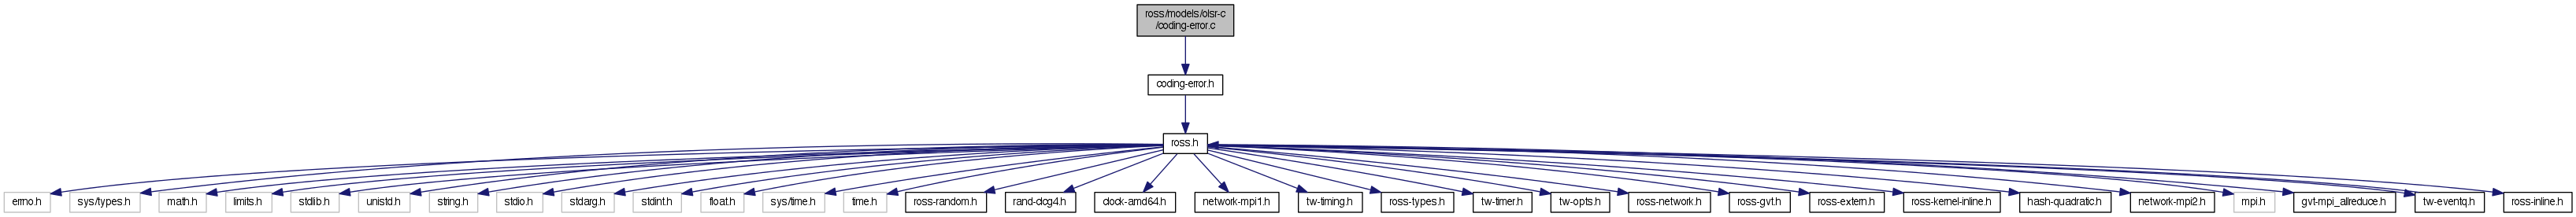 ross/models/olsr-c
/coding-error.c
coding-error.h
ross.h
errno.h
sys/types.h
math.h
limits.h
stdlib.h
unistd.h
string.h
stdio.h
stdarg.h
stdint.h
float.h
sys/time.h
time.h
ross-random.h
rand-clcg4.h
clock-amd64.h
network-mpi1.h
tw-timing.h
ross-types.h
tw-timer.h
tw-opts.h
ross-network.h
ross-gvt.h
ross-extern.h
ross-kernel-inline.h
hash-quadratic.h
network-mpi2.h
mpi.h
gvt-mpi_allreduce.h
tw-eventq.h
ross-inline.h